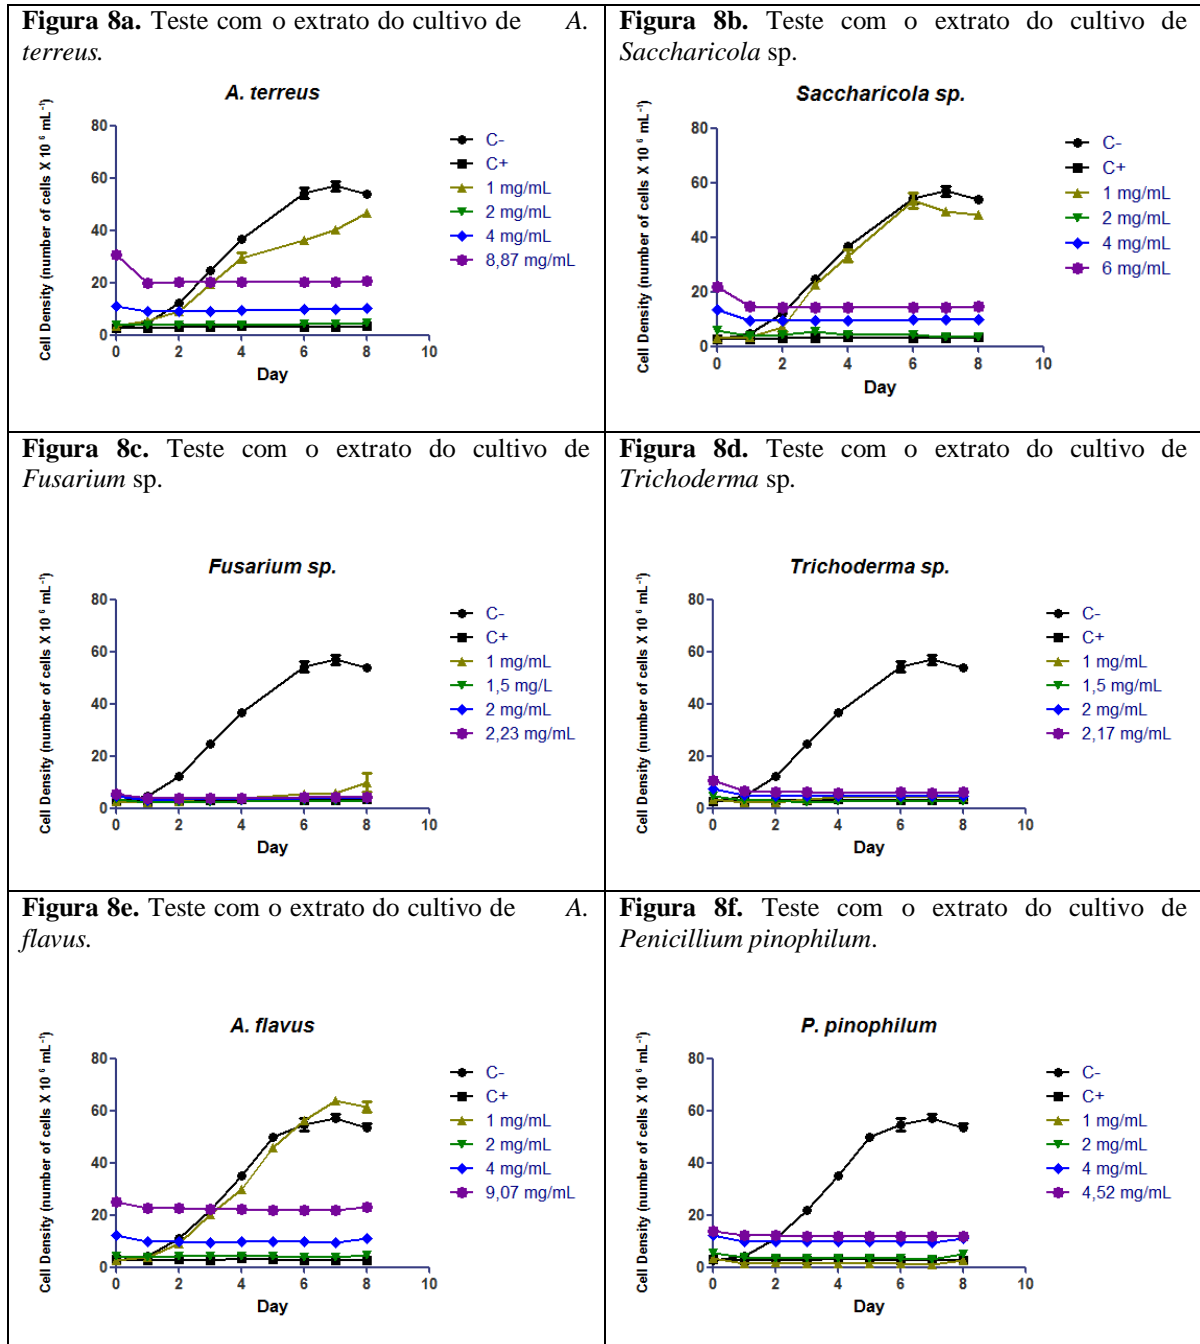 Figura 8a. Teste com o extrato do cultivo de A.
terreus.
A. terreus
Cell Density (number of cells X 10 6 mL-1)
80
60
40
20
0
0 2 4 6 8 10
Day
C-
C+
1 mg/mL
2 mg/mL
4 mg/mL
8,87 mg/mL
Figura 8b. Teste com o extrato do cultivo de
Saccharicola sp.
Saccharicola sp.
Cell Density (number of cells X 10 6 mL-1)
80
60
40
20
0
0 2 4 6 8 10
Day
C-
C+
1 mg/mL
2 mg/mL
4 mg/mL
6 mg/mL
Figura 8c. Teste com o extrato do cultivo de
Fusarium sp.
Fusarium sp.
Cell Density (number of cells X 10 6 mL-1)
80
60
40
20
0
0 2 4 6 8 10
Day
C-
C+
1 mg/mL
1,5 mg/L
2 mg/mL
2,23 mg/mL
Figura 8d. Teste com o extrato do cultivo de
Trichoderma sp.
Trichoderma sp.
Cell Density (number of cells X 10 6 mL-1)
80
60
40
20
0
0 2 4 6 8 10
Day
C-
C+
1 mg/mL
1,5 mg/mL
2 mg/mL
2,17 mg/mL
Figura 8e. Teste com o extrato do cultivo de A.
flavus.
A. flavus
Cell Density (number of cells X 10 6 mL-1)
80
60
40
20
0
0 2 4 6 8 10
Day
C-
C+
1 mg/mL
2 mg/mL
4 mg/mL
9,07 mg/mL
Figura 8f. Teste com o extrato do cultivo de
Penicillium pinophilum.
P. pinophilum
Cell Density (number of cells X 10 6 mL-1)
80
60
40
20
0
0 2 4 6 8 10
Day
C-
C+
1 mg/mL
2 mg/mL
4 mg/mL
4,52 mg/mL